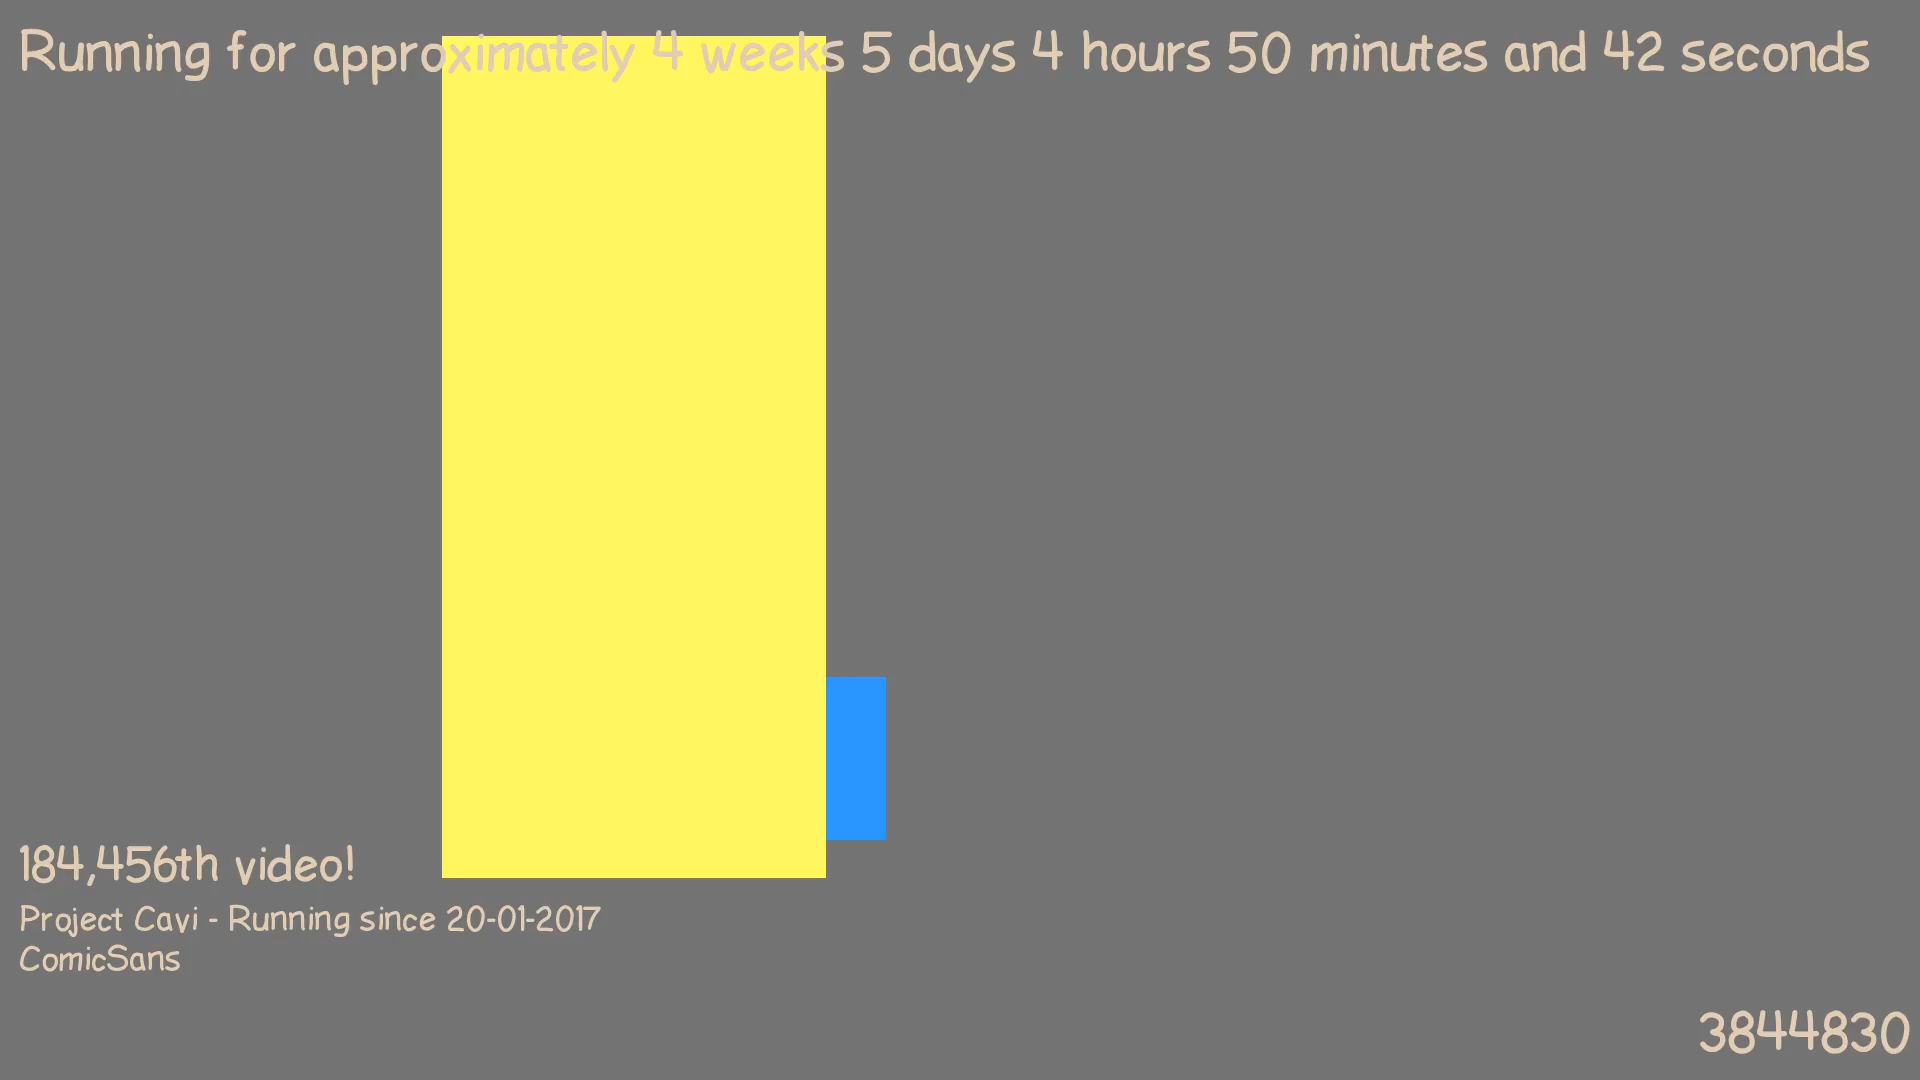 Running for approximately 4 weeks 5 days 4 hours 50 minutes and 42 seconds
184,456th video!
Project Cavi - Running since 20-01-2017
ComicSans
3844830